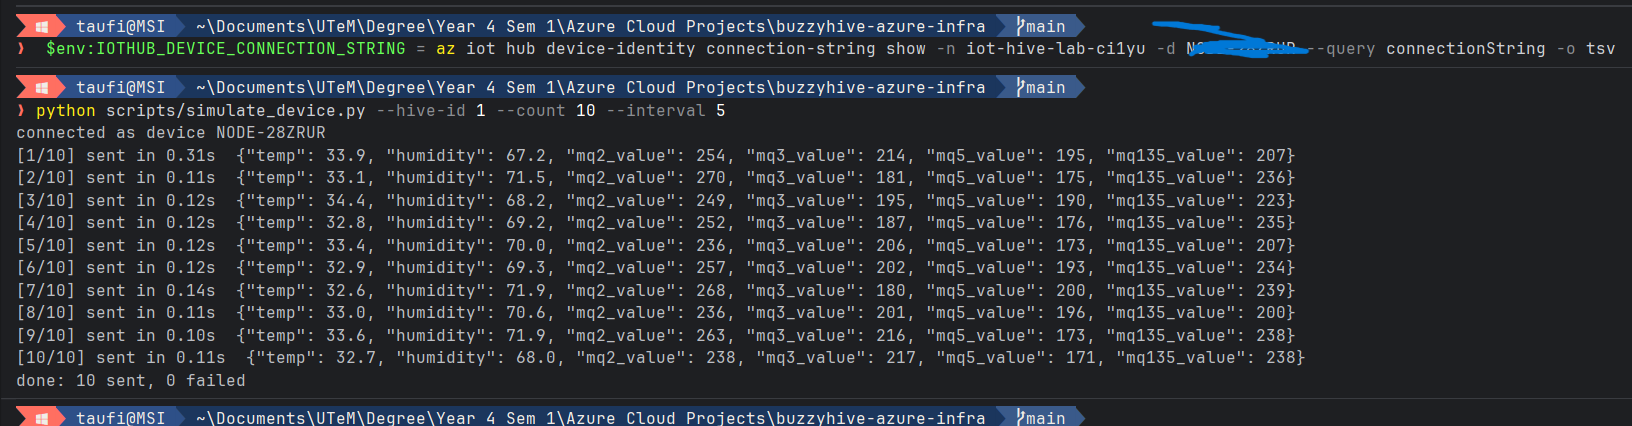 taufi@MSI ~\Documents\UTeM\Degree\Year 4 Sem 1\Azure Cloud Projects\buzzyhive-azure-infra main
❯ $env:IOTHUB_DEVICE_CONNECTION_STRING = az iot hub device-identity connection-string show -n iot-hive-lab-ci1yu -d --query connectionString -o tsv
taufi@MSI ~\Documents\UTeM\Degree\Year 4 Sem 1\Azure Cloud Projects\buzzyhive-azure-infra main
❯ python scripts/simulate_device.py --hive-id 1 --count 10 --interval 5
connected as device NODE-28ZRUR
[1/10] sent in 0.31s {"temp": 33.9, "humidity": 67.2, "mq2_value": 254, "mq3_value": 214, "mq5_value": 195, "mq135_value": 207}
[2/10] sent in 0.11s {"temp": 33.1, "humidity": 71.5, "mq2_value": 270, "mq3_value": 181, "mq5_value": 175, "mq135_value": 236}
[3/10] sent in 0.12s {"temp": 34.4, "humidity": 68.2, "mq2_value": 249, "mq3_value": 195, "mq5_value": 190, "mq135_value": 223}
[4/10] sent in 0.12s {"temp": 32.8, "humidity": 69.2, "mq2_value": 252, "mq3_value": 187, "mq5_value": 176, "mq135_value": 235}
[5/10] sent in 0.12s {"temp": 33.4, "humidity": 70.0, "mq2_value": 236, "mq3_value": 206, "mq5_value": 173, "mq135_value": 207}
[6/10] sent in 0.12s {"temp": 32.9, "humidity": 69.3, "mq2_value": 257, "mq3_value": 202, "mq5_value": 193, "mq135_value": 234}
[7/10] sent in 0.14s {"temp": 32.6, "humidity": 71.9, "mq2_value": 268, "mq3_value": 180, "mq5_value": 200, "mq135_value": 239}
[8/10] sent in 0.11s {"temp": 33.0, "humidity": 70.6, "mq2_value": 236, "mq3_value": 201, "mq5_value": 196, "mq135_value": 200}
[9/10] sent in 0.10s {"temp": 33.6, "humidity": 71.9, "mq2_value": 263, "mq3_value": 216, "mq5_value": 173, "mq135_value": 238}
[10/10] sent in 0.11s {"temp": 32.7, "humidity": 68.0, "mq2_value": 238, "mq3_value": 217, "mq5_value": 171, "mq135_value": 238}
done: 10 sent, 0 failed
taufi@MSI ~\Documents\UTeM\Degree\Year 4 Sem 1\Azure Cloud Projects\buzzyhive-azure-infra main